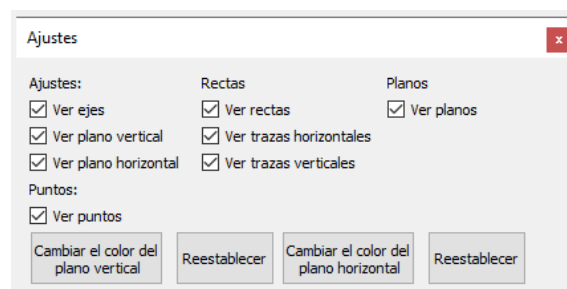 Ajustes
x
Ajustes:
Rectas
Planos
Ver ejes
Ver rectas
Ver planos
Ver plano vertical
Ver trazas horizontales
Ver plano horizontal
Ver trazas verticales
Puntos:
Ver puntos
Cambiar el color del
plano vertical
Reestablecer
Cambiar el color del
plano horizontal
Reestablecer